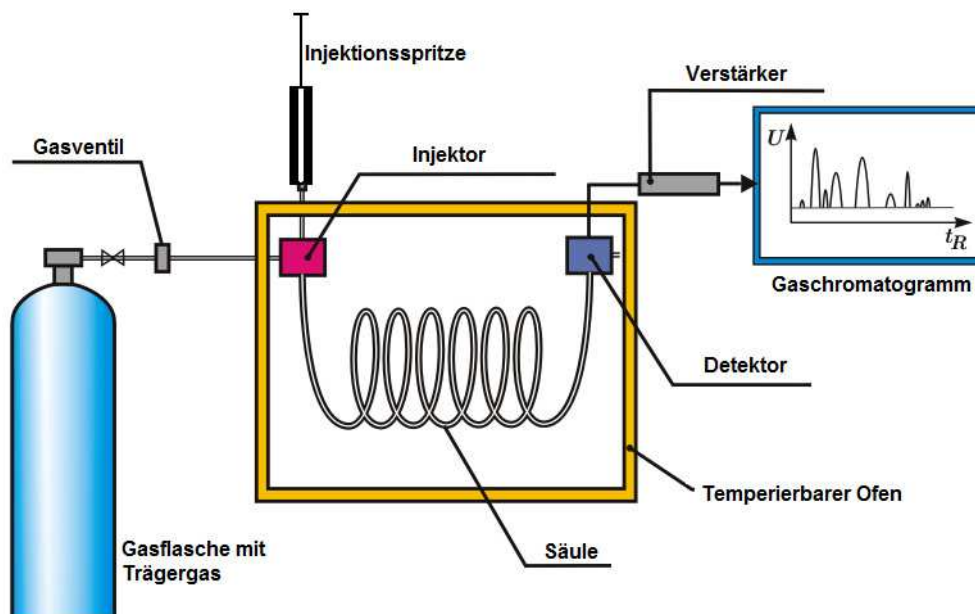 Injektionsspritze
Verstärker
Gasventil
Injektor
U
t_R
Gaschromatogramm
Detektor
Temperierbarer Ofen
Gasflasche mit
Trägergas
Säule